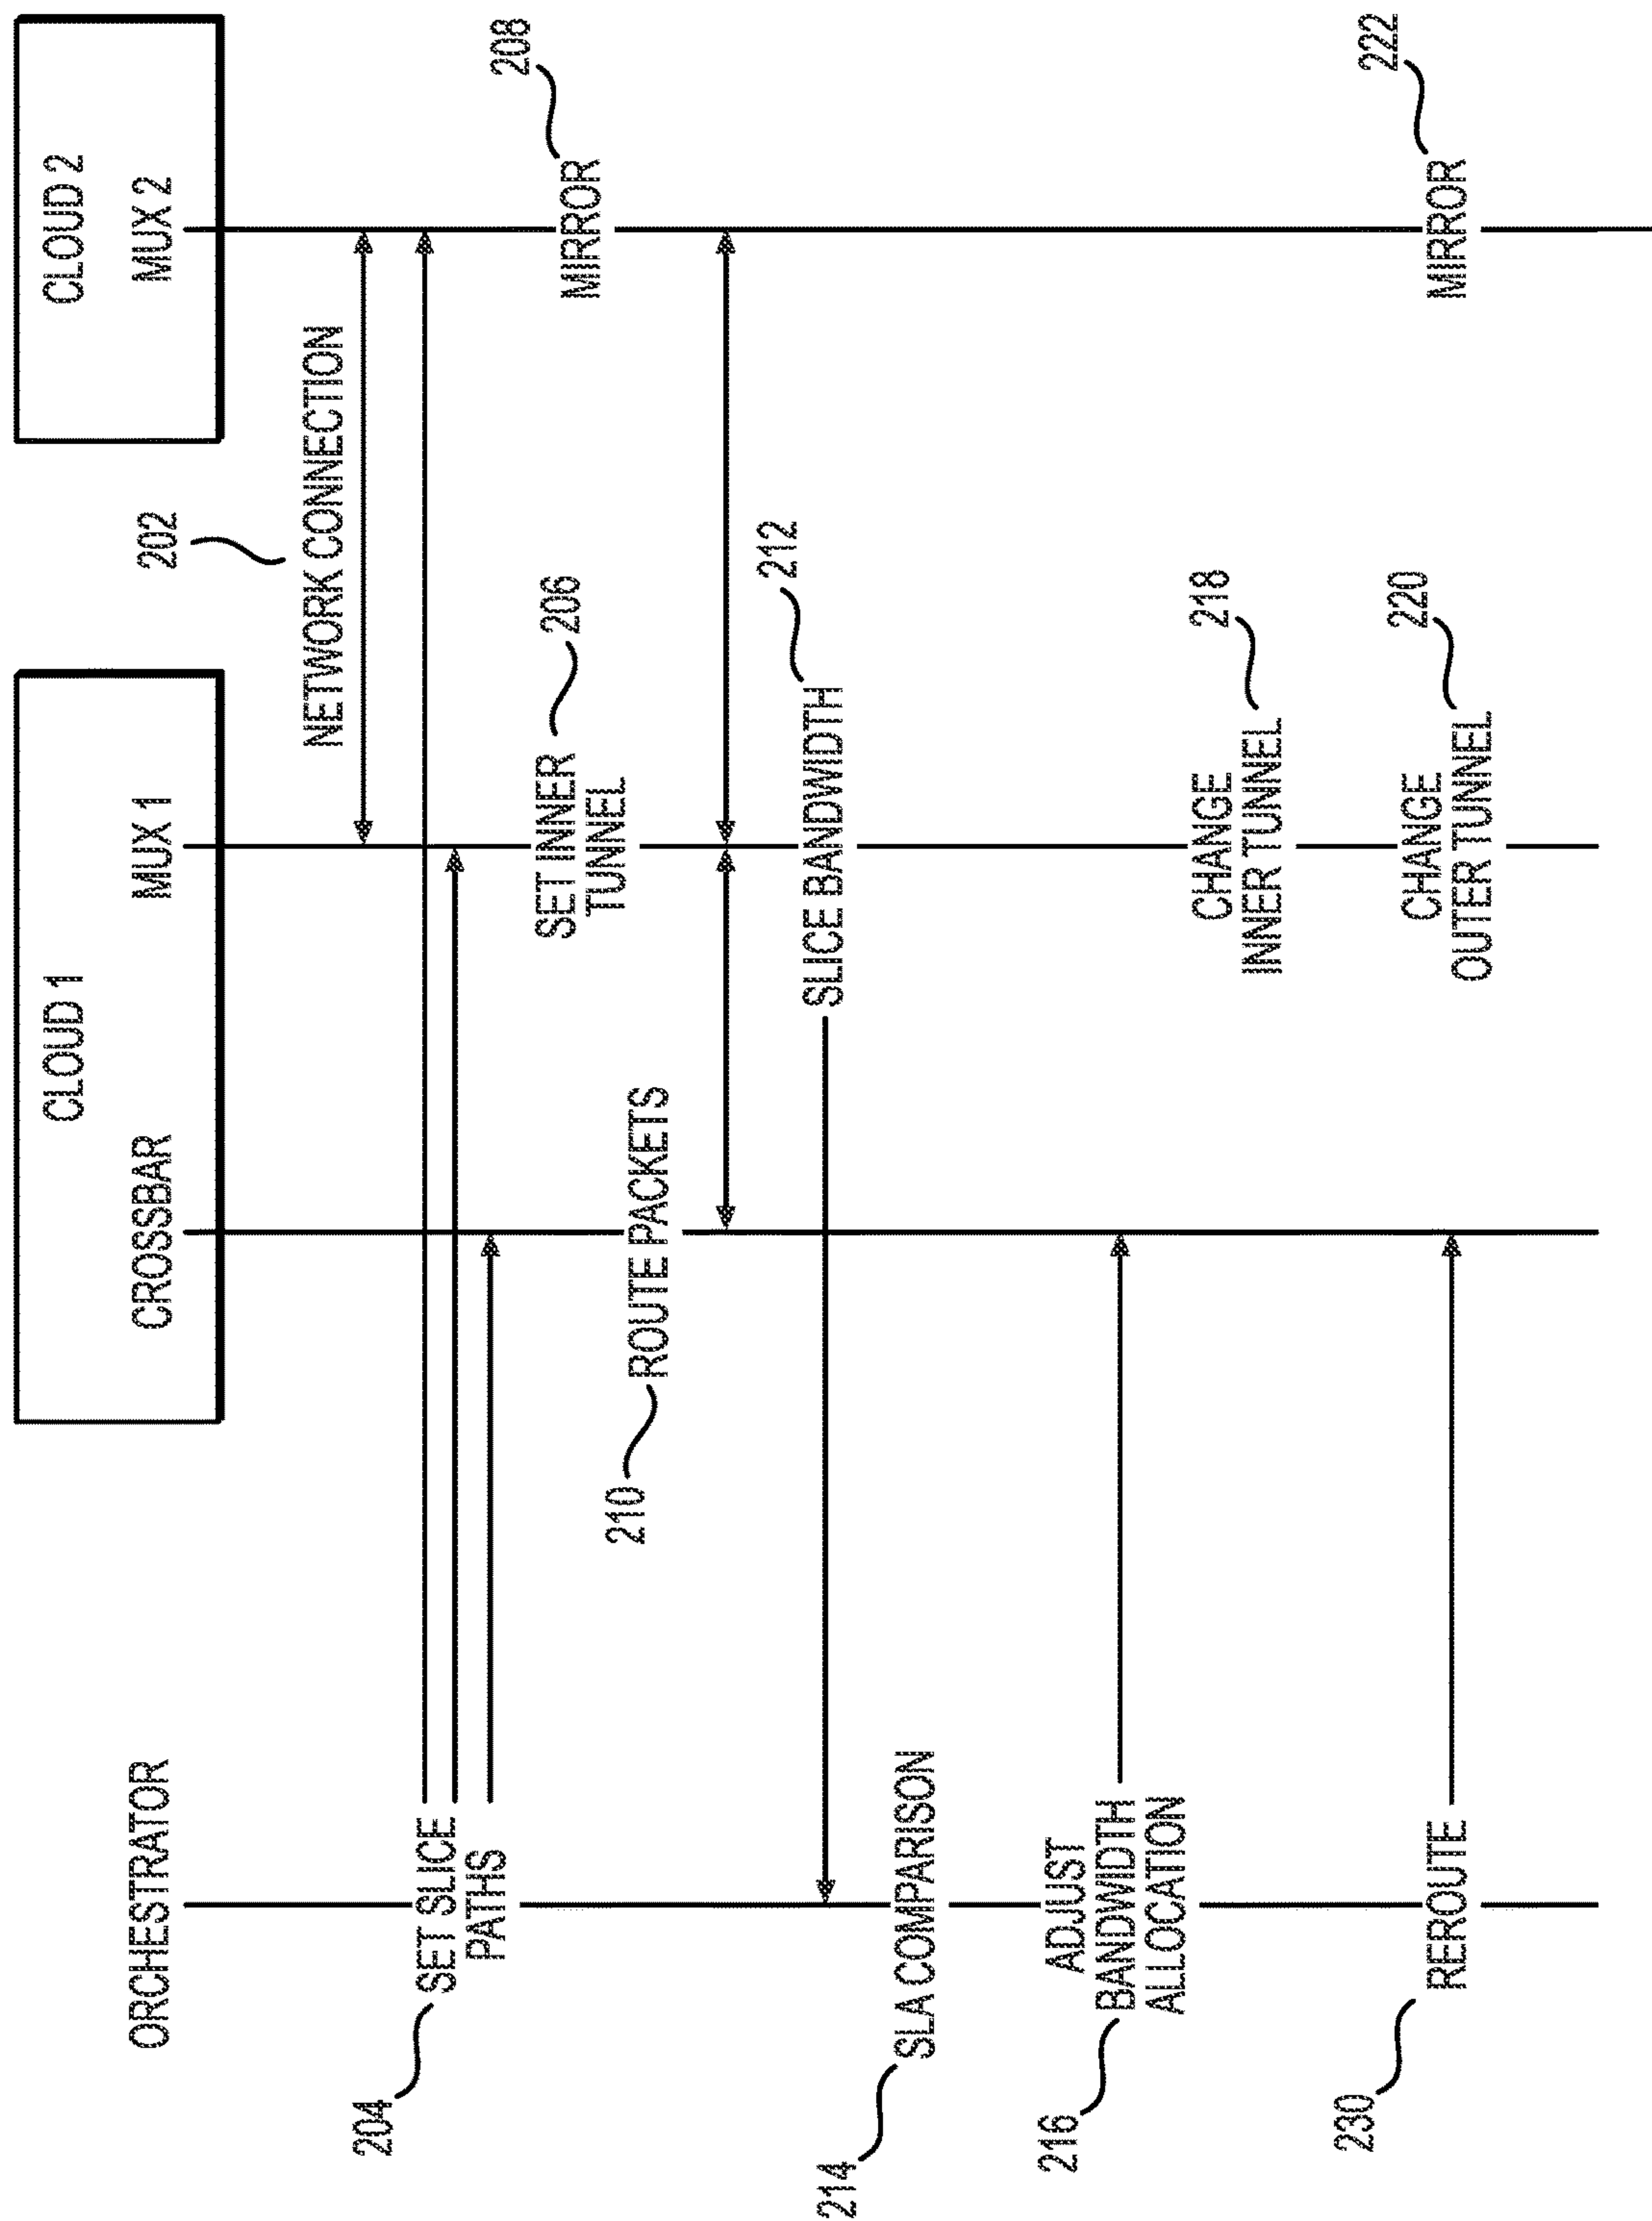 ORCHESTRATOR
CLOUD 1
CROSSBAR
MUX 1
CLOUD 2
MUX 2
202
NETWORK CONNECTION
204
SET SLICE
PATHS
SET INNER
TUNNEL
206
208
MIRROR
210
ROUTE PACKETS
SLICE BANDWIDTH
212
214
SLA COMPARISON
216
ADJUST
BANDWIDTH
ALLOCATION
CHANGE
INNER TUNNEL
218
230
REROUTE
CHANGE
OUTER TUNNEL
220
222
MIRROR